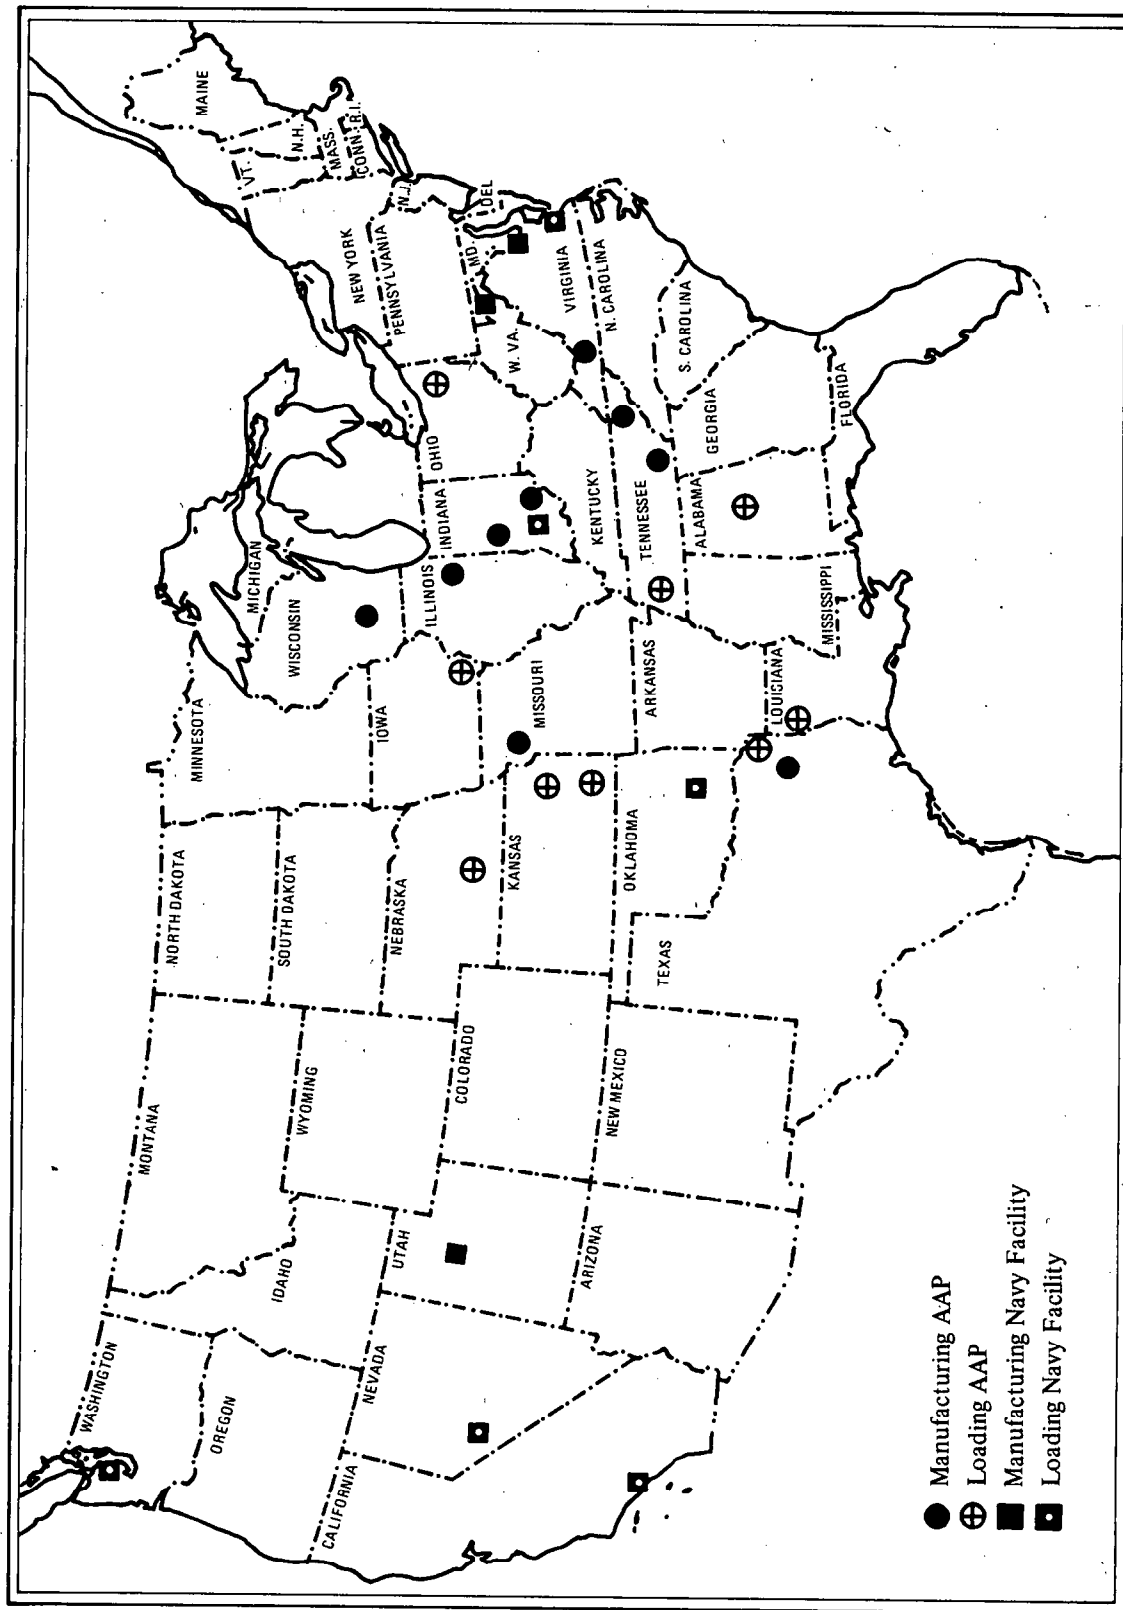 WASHINGTON
OREGON
CALIFORNIA
NEVADA
IDAHO
MONTANA
WYOMING
UTAH
ARIZONA
COLORADO
NEW MEXICO
NORTH DAKOTA
SOUTH DAKOTA
NEBRASKA
KANSAS
OKLAHOMA
TEXAS
MINNESOTA
IOWA
MISSOURI
ARKANSAS
LOUISIANA
WISCONSIN
MICHIGAN
ILLINOIS
INDIANA
OHIO
KENTUCKY
TENNESSEE
MISSISSIPPI
ALABAMA
GEORGIA
FLORIDA
S. CAROLINA
N. CAROLINA
VIRGINIA
W. VA.
MD.
DEL
N.J.
PENNSYLVANIA
NEW YORK
CONN.
R.I.
MASS.
VT.
N.H.
MAINE
Manufacturing AAP
Loading AAP
Manufacturing Navy Facility
Loading Navy Facility